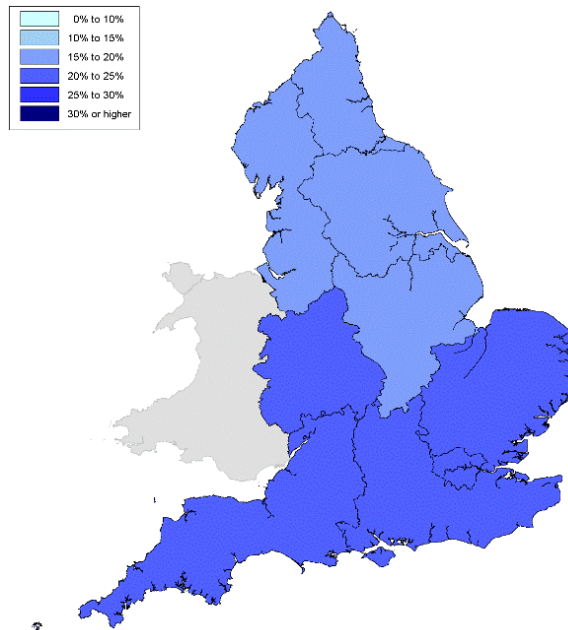 0% to 10%
10% to 15%
15% to 20%
20% to 25%
25% to 30%
30% or higher